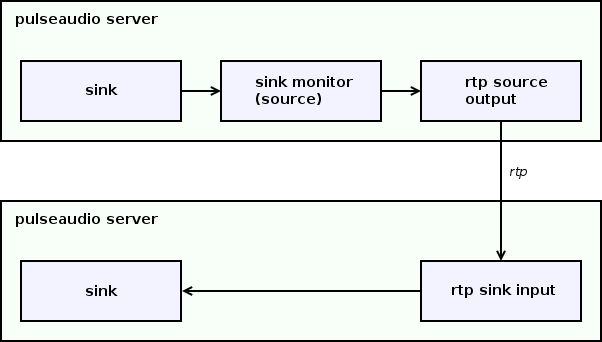 pulseaudio server
sink
sink monitor
(source)
rtp source
output
rtp
pulseaudio server
sink
rtp sink input